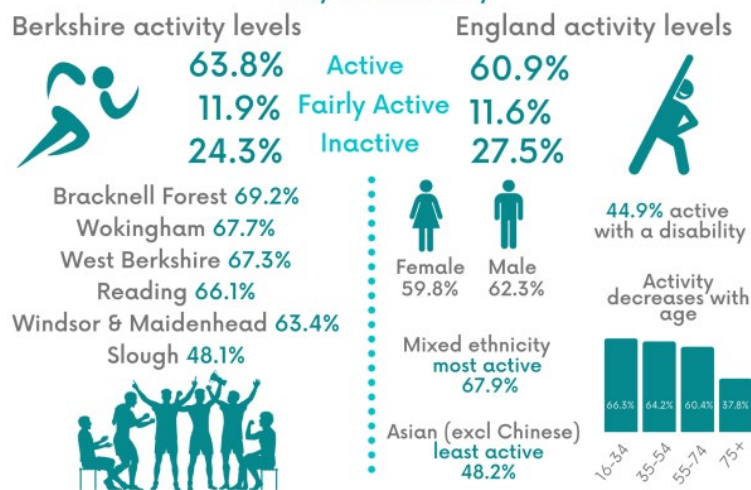 Berkshire activity levels
63.8%
11.9%
24.3%
Active
Fairly Active
Inactive
England activity levels
60.9%
11.6%
27.5%
Bracknell Forest 69.2%
Wokingham 67.7%
West Berkshire 67.3%
Reading 66.1%
Windsor & Maidenhead 63.4%
Slough 48.1%
Female
59.8%
Male
62.3%
Mixed ethnicity
most active
67.9%
Asian (excl Chinese)
least active
48.2%
44.9% active
with a disability
Activity
decreases with
age
66.3%
64.2%
60.4%
37.8%
16-34
35-54
55-74
75+